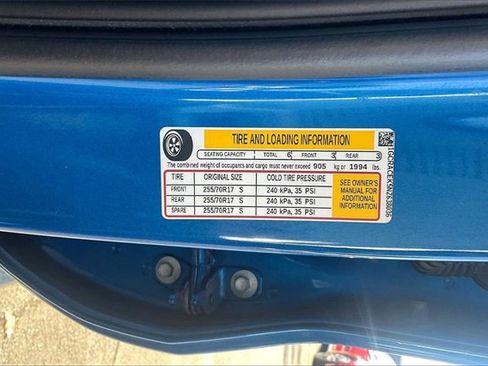 TIRE AND LOADING INFORMATION
SEATING CAPACITY TOTAL 6 FRONT 3 REAR 3
The combined weight of occupants and cargo must never exceed 905 kg or 1994 lbs.
TIRE ORIGINAL SIZE COLD TIRE PRESSURE
FRONT 255/70R17 S 240 kPa, 35 PSI
REAR 255/70R17 S 240 kPa, 35 PSI
SPARE 255/70R17 S 240 kPa, 35 PSI
SEE OWNER'S
MANUAL FOR
ADDITIONAL
INFORMATION